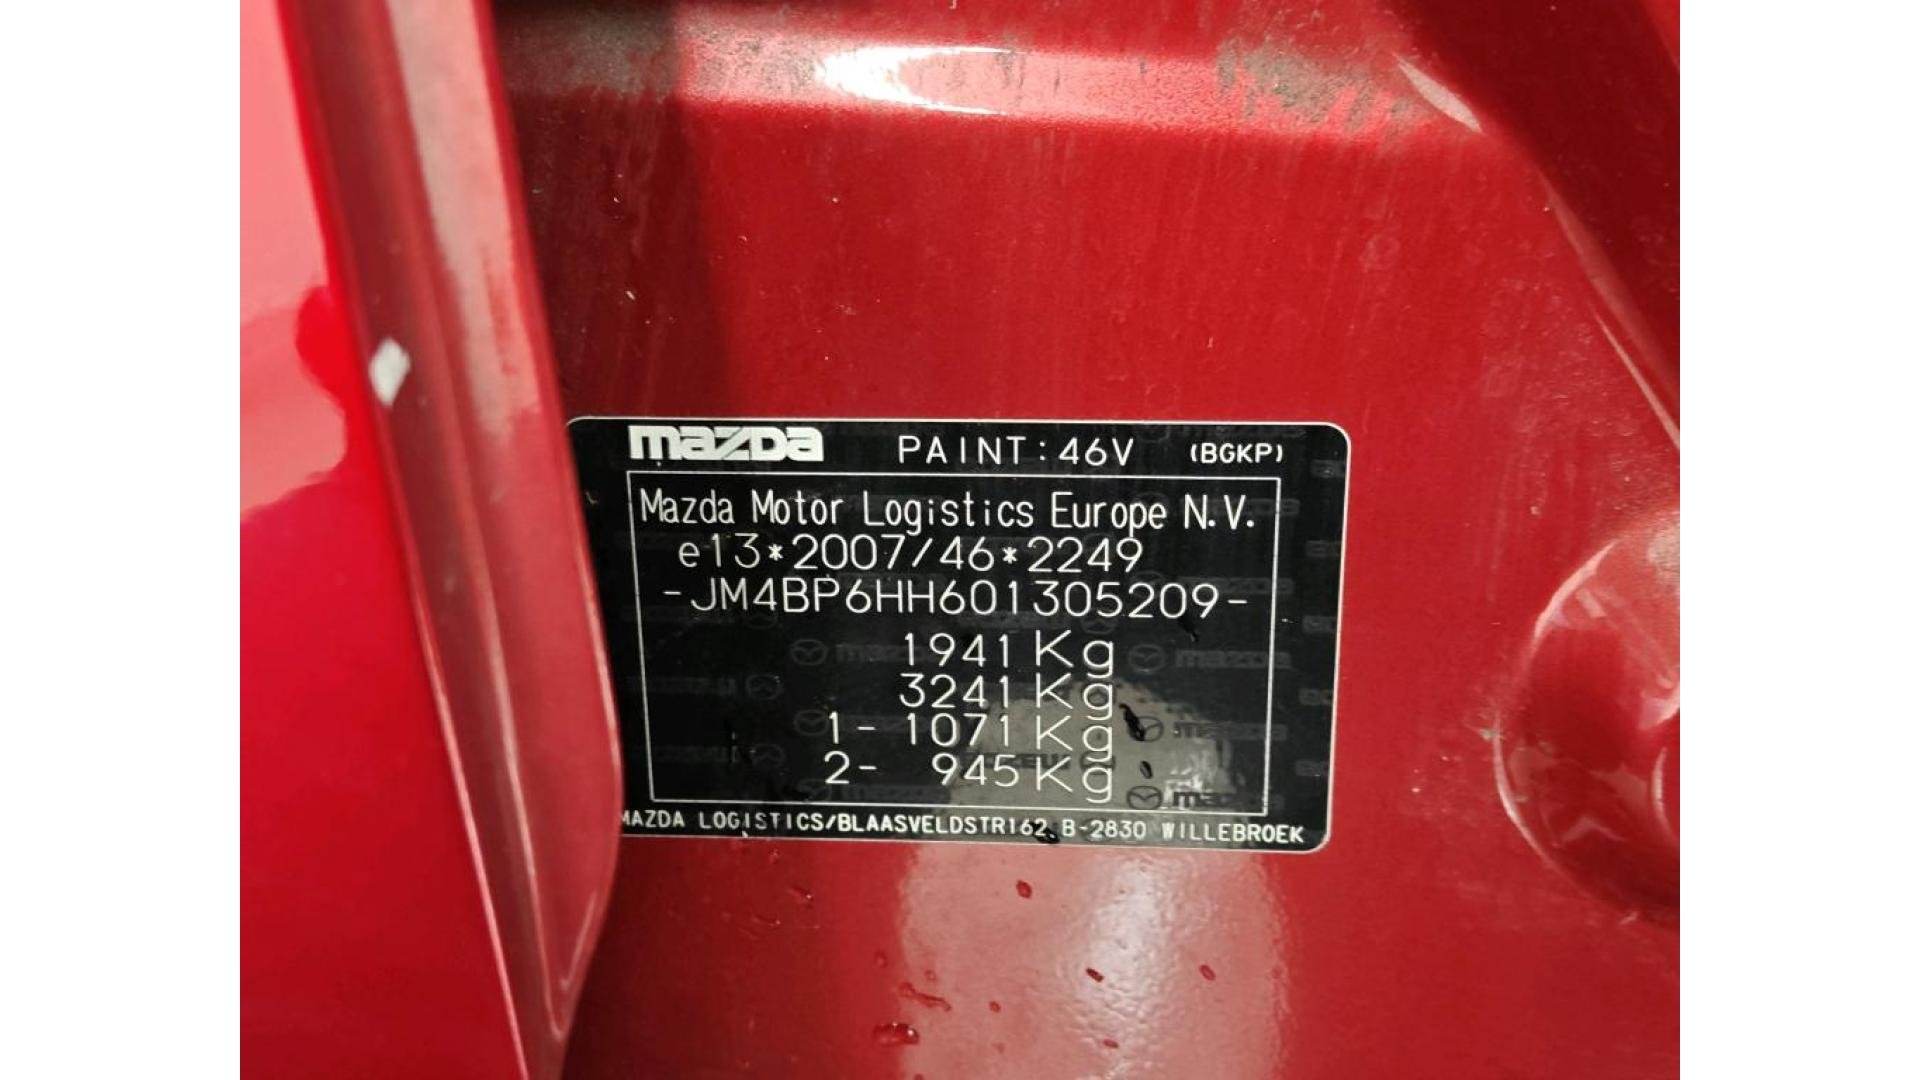 mazDa PAINT:46V (BGKP)
Mazda Motor Logistics Europe N.V.
e13*2007/46*2249
-JM4BP6HH601305209-
1941 Kg
3241 Kg
1- 1071 Kg
2- 945 Kg
MAZDA LOGISTICS/BLAASVELDSTR162, B-2830 WILLEBROEK